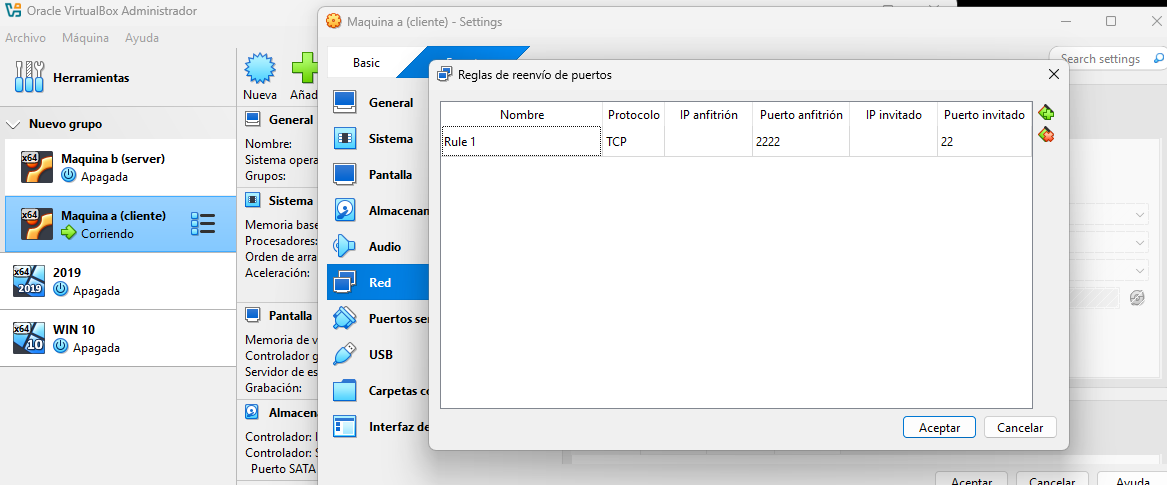 Oracle VirtualBox Administrador
Archivo Máquina Ayuda
Herramientas
Nuevo grupo
x64
Maquina b (server)
Apagada
x64
Maquina a (cliente)
Corriendo
x64
2019
2019
Apagada
x64
10
WIN 10
Apagada
Nueva Añad
General
Nombre:
Sistema opera
Grupos:
Sistema
Memoria base
Procesadores:
Orden de arra
Aceleración:
Pantalla
Memoria de v
Controlador g
Servidor de es
Grabación:
Almacena
Controlador: I
Controlador: S
Puerto SATA
Maquina a (cliente) - Settings
Basic
Search settings
General
Sistema
Pantalla
Almacenam
Audio
Red
Puertos se
USB
Carpetas co
Interfaz de
Reglas de reenvío de puertos
Nombre Protocolo IP anfitrión Puerto anfitrión IP invitado Puerto invitado
Rule 1 TCP 2222 22
Aceptar Cancelar
Aceptar Cancelar Ayuda